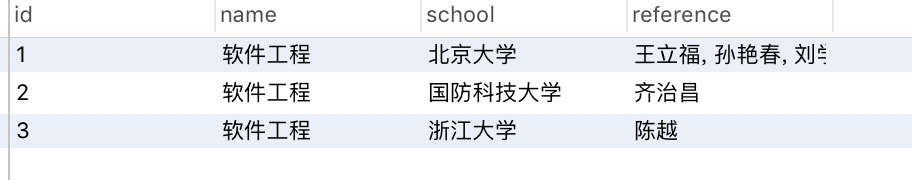 id name school reference
1 软件工程 北京大学 王立福, 孙艳春, 刘学
2 软件工程 国防科技大学 齐治昌
3 软件工程 浙江大学 陈越